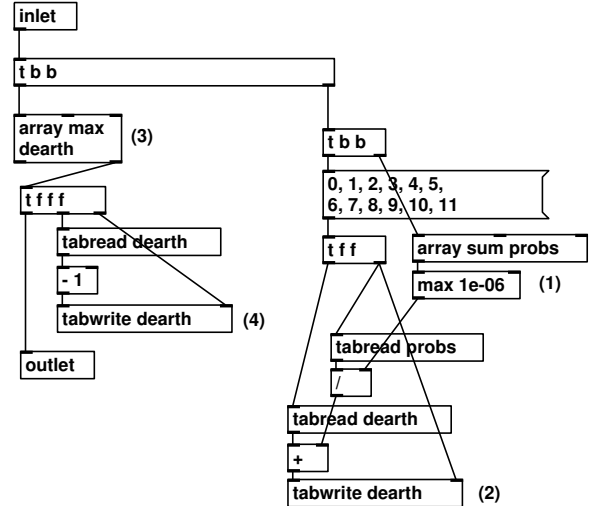 inlet
t b b
array max
dearth
(3)
t b b
0, 1, 2, 3, 4, 5,
6, 7, 8, 9, 10, 11
t f f f
tabread dearth
t f f
array sum probs
- 1
max 1e-06
(1)
tabwrite dearth
(4)
tabread probs
outlet
/
tabread dearth
+
tabwrite dearth
(2)